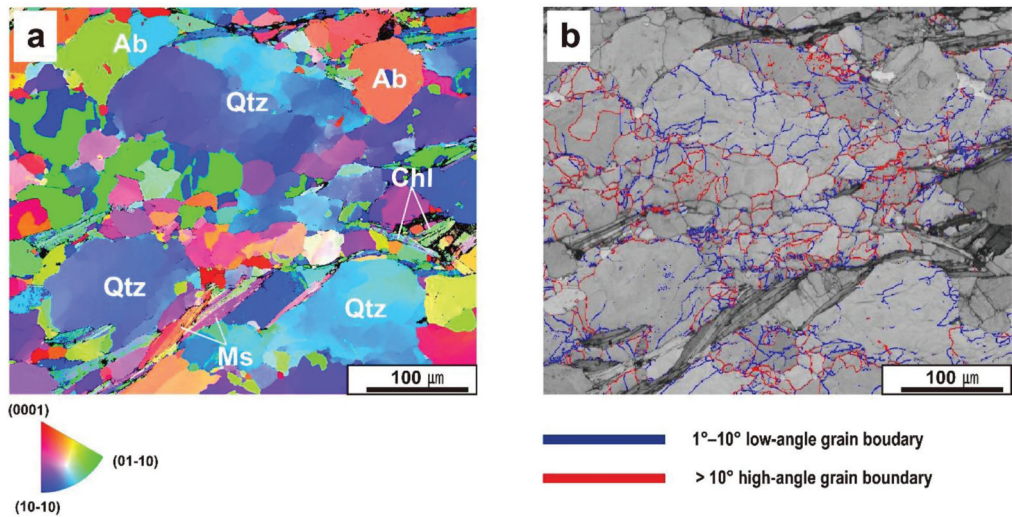 a
Ab
Ab
Qtz
Chl
Qtz
Qtz
Ms
100 μm
(0001)
(01-10)
(10-10)
b
100 μm
1°–10° low-angle grain boudary
> 10° high-angle grain boundary